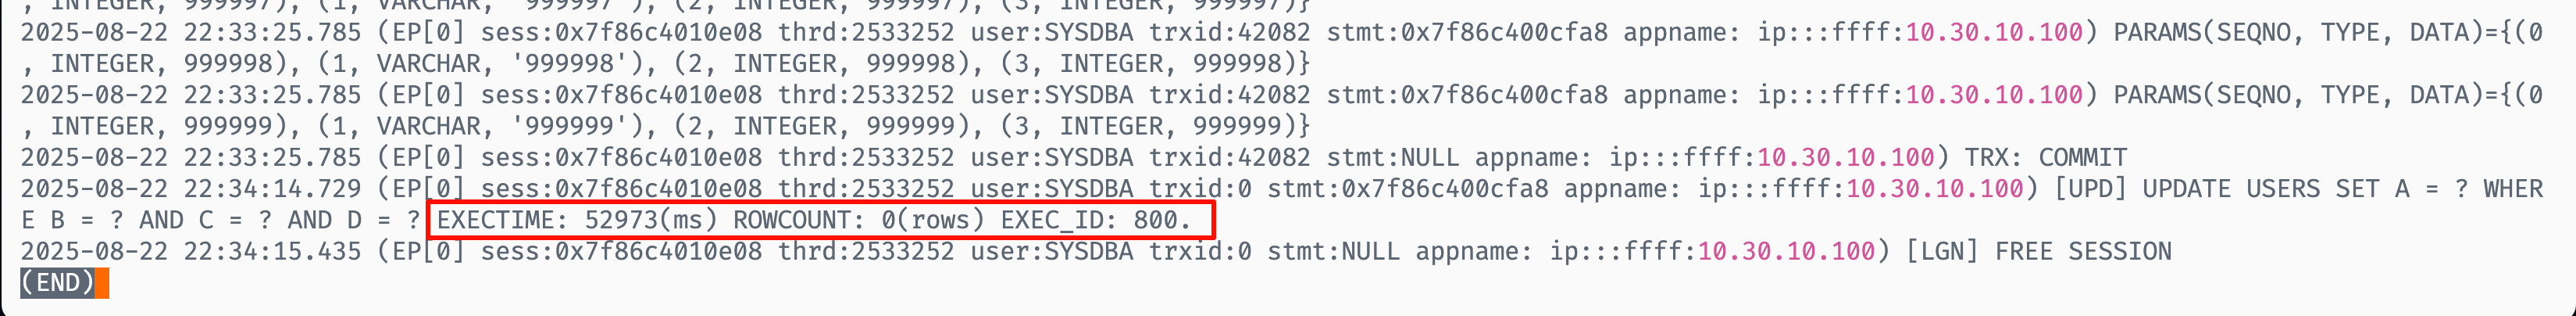 , INTEGER, 999997), (1, VARCHAR, '999997'), (2, INTEGER, 999997), (3, INTEGER, 999997)}
2025-08-22 22:33:25.785 (EP[0] sess:0x7f86c4010e08 thrd:2533252 user:SYSDBA trxid:42082 stmt:0x7f86c400cfa8 appname: ip:::ffff:10.30.10.100) PARAMS(SEQNO, TYPE, DATA)={(0
, INTEGER, 999998), (1, VARCHAR, '999998'), (2, INTEGER, 999998), (3, INTEGER, 999998)}
2025-08-22 22:33:25.785 (EP[0] sess:0x7f86c4010e08 thrd:2533252 user:SYSDBA trxid:42082 stmt:0x7f86c400cfa8 appname: ip:::ffff:10.30.10.100) PARAMS(SEQNO, TYPE, DATA)={(0
, INTEGER, 999999), (1, VARCHAR, '999999'), (2, INTEGER, 999999), (3, INTEGER, 999999)}
2025-08-22 22:33:25.785 (EP[0] sess:0x7f86c4010e08 thrd:2533252 user:SYSDBA trxid:42082 stmt:NULL appname: ip:::ffff:10.30.10.100) TRX: COMMIT
2025-08-22 22:34:14.729 (EP[0] sess:0x7f86c4010e08 thrd:2533252 user:SYSDBA trxid:0 stmt:0x7f86c400cfa8 appname: ip:::ffff:10.30.10.100) [UPD] UPDATE USERS SET A = ? WHER
E B = ? AND C = ? AND D = ? EXECTIME: 52973(ms) ROWCOUNT: 0(rows) EXEC_ID: 800.
2025-08-22 22:34:15.435 (EP[0] sess:0x7f86c4010e08 thrd:2533252 user:SYSDBA trxid:0 stmt:NULL appname: ip:::ffff:10.30.10.100) [LGN] FREE SESSION
(END)